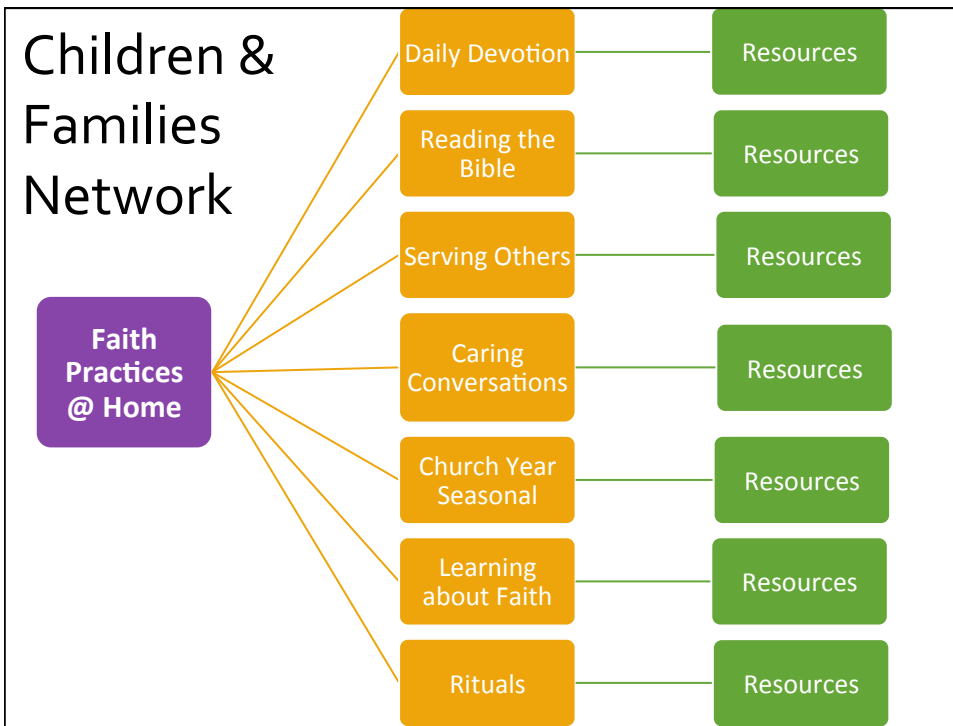 Children &
Families
Network
Faith
Practices
@ Home
Daily Devotion
Resources
Reading the
Bible
Resources
Serving Others
Resources
Caring
Conversations
Resources
Church Year
Seasonal
Resources
Learning
about Faith
Resources
Rituals
Resources